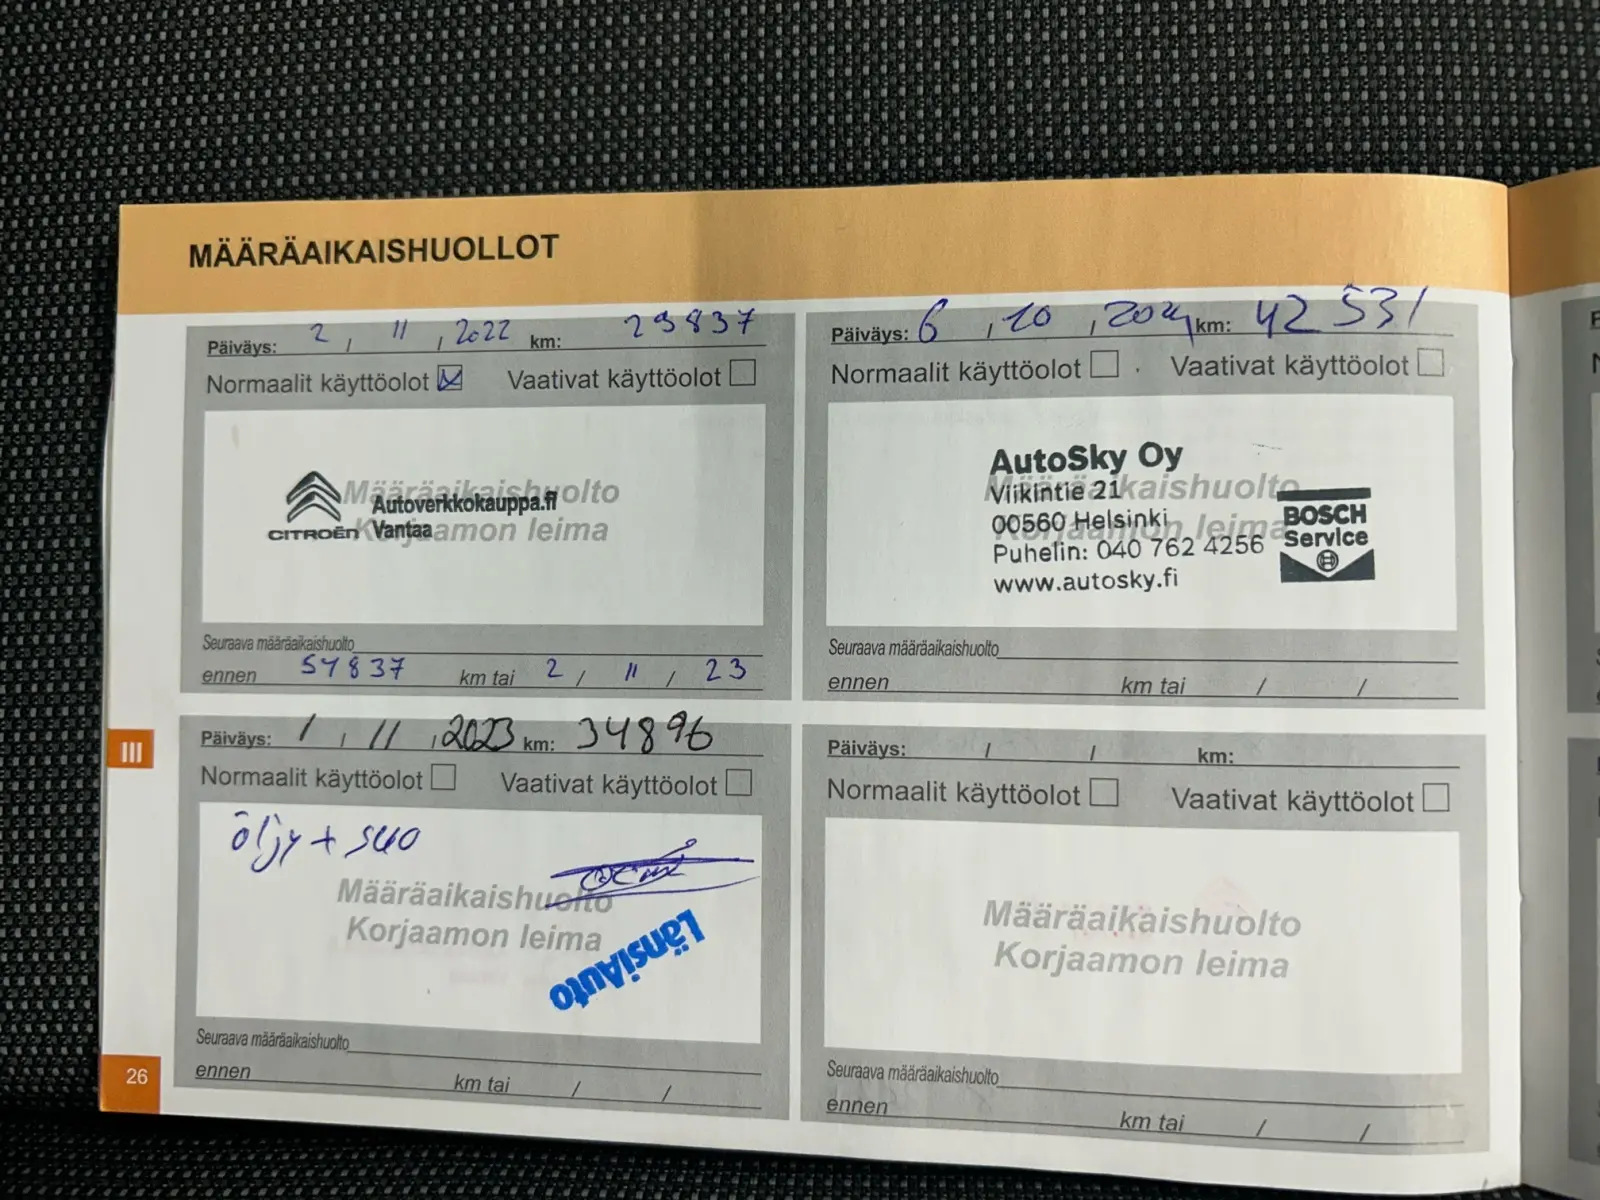 MÄÄRÄAIKAISHUOLLOT
Päiväys: 2 / 11 , 2022 km: 29837
Normaalit käyttöolot Vaativat käyttöolot
Määräaikaishuolto
Korjaamon leima
CITROËN
Autoverkkokauppa.fi
Vantaa
Seuraava määräaikaishuolto
ennen 54837 km tai 2 / 11 / 23
Päiväys: 6 , 10 , 2024 km: 42531
Normaalit käyttöolot Vaativat käyttöolot
Määräaikaishuolto
Korjaamon leima
AutoSky Oy
Viikintie 21
00560 Helsinki
Puhelin: 040 762 4256
www.autosky.fi
BOSCH
Service
Seuraava määräaikaishuolto
ennen km tai / /
Päiväys: 1 , 11 , 2023 km: 34896
Normaalit käyttöolot Vaativat käyttöolot
öljy + suo
Määräaikaishuolto
Korjaamon leima
LänsiAuto
Seuraava määräaikaishuolto
ennen km tai / /
Päiväys: / / km:
Normaalit käyttöolot Vaativat käyttöolot
Määräaikaishuolto
Korjaamon leima
Seuraava määräaikaishuolto
ennen km tai / /
III
26